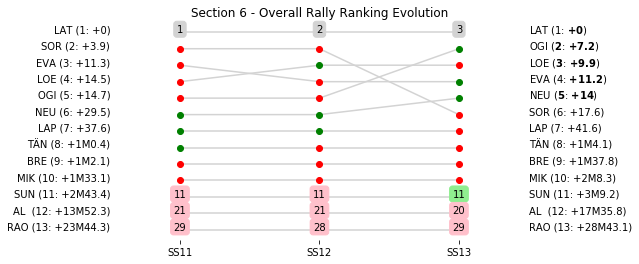 Section 6 - Overall Rally Ranking Evolution
LAT (1: +0) 1 2 3 LAT (1: +0)
SOR (2: +3.9) OGI (2: +7.2)
EVA (3: +11.3) LOE (3: +9.9)
LOE (4: +14.5) EVA (4: +11.2)
OGI (5: +14.7) NEU (5: +14)
NEU (6: +29.5) SOR (6: +17.6)
LAP (7: +37.6) LAP (7: +41.6)
TÄN (8: +1M0.4) TÄN (8: +1M4.1)
BRE (9: +1M2.1) BRE (9: +1M37.8)
MIK (10: +1M33.1) MIK (10: +2M8.3)
SUN (11: +2M43.4) 11 11 11 SUN (11: +3M9.2)
AL (12: +13M52.3) 21 21 20 AL (12: +17M35.8)
RAO (13: +23M44.3) 29 28 29 RAO (13: +28M43.1)
SS11 SS12 SS13